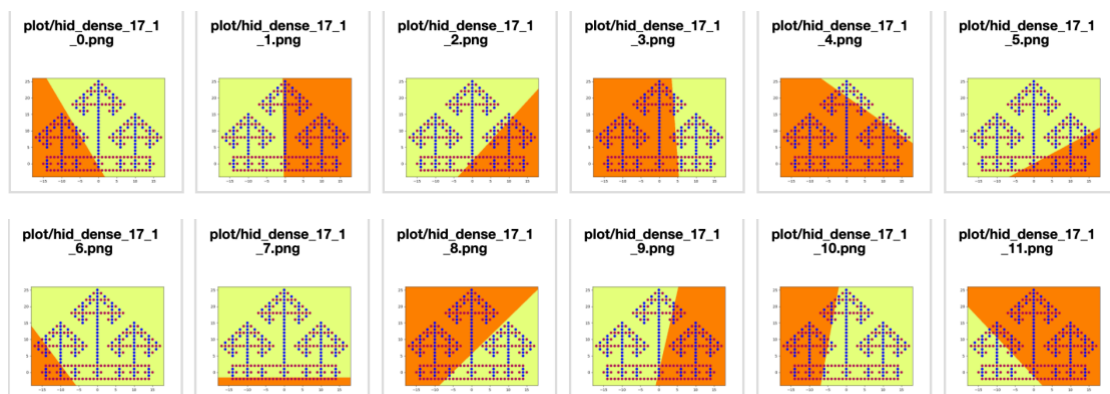 plot/hid_dense_17_1
_0.png
plot/hid_dense_17_1
_1.png
plot/hid_dense_17_1
_2.png
plot/hid_dense_17_1
_3.png
plot/hid_dense_17_1
_4.png
plot/hid_dense_17_1
_5.png
plot/hid_dense_17_1
_6.png
plot/hid_dense_17_1
_7.png
plot/hid_dense_17_1
_8.png
plot/hid_dense_17_1
_9.png
plot/hid_dense_17_1
_10.png
plot/hid_dense_17_1
_11.png